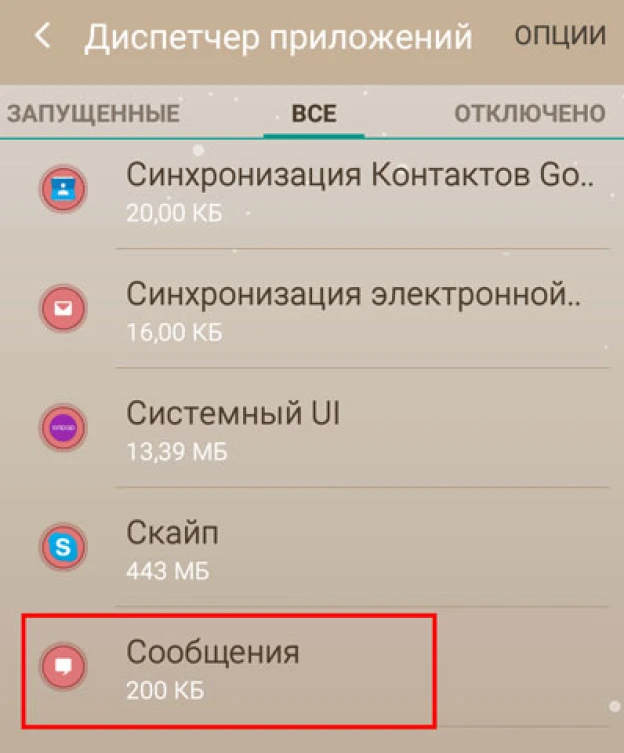 Диспетчер приложений ОПЦИИ
ЗАПУЩЕННЫЕ ВСЕ ОТКЛЮЧЕНО
Синхронизация Контактов Go..
20,00 КБ
Синхронизация электронной..
16,00 КБ
Системный UI
13,39 МБ
S
Скайп
443 МБ
Сообщения
200 КБ